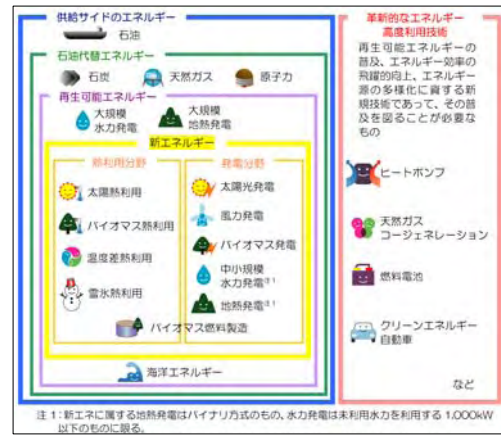 供給サイドのエネルギー
石油
石油代替エネルギー
石炭
天然ガス
原子力
再生可能エネルギー
大規模
水力発電
大規模
地熱発電
新エネルギー
熱利用分野
太陽熱利用
バイオマス熱利用
温度差熱利用
雪氷熱利用
発電分野
太陽光発電
風力発電
バイオマス発電
中小規模
水力発電注1
地熱発電注1
バイオマス燃料製造
海洋エネルギー
革新的なエネルギー
高度利用技術
再生可能エネルギーの
普及、エネルギー効率の
飛躍的向上、エネルギー
源の多様化に資する新
規技術であって、その普
及を図ることが必要な
もの
ヒートポンプ
天然ガス
コージェネレーション
燃料電池
クリーンエネルギー
自動車
など
注1:新エネに属する地熱発電はバイナリ方式のもの、水力発電は未利用水力を利用する1,000kW
以下のものに限る。